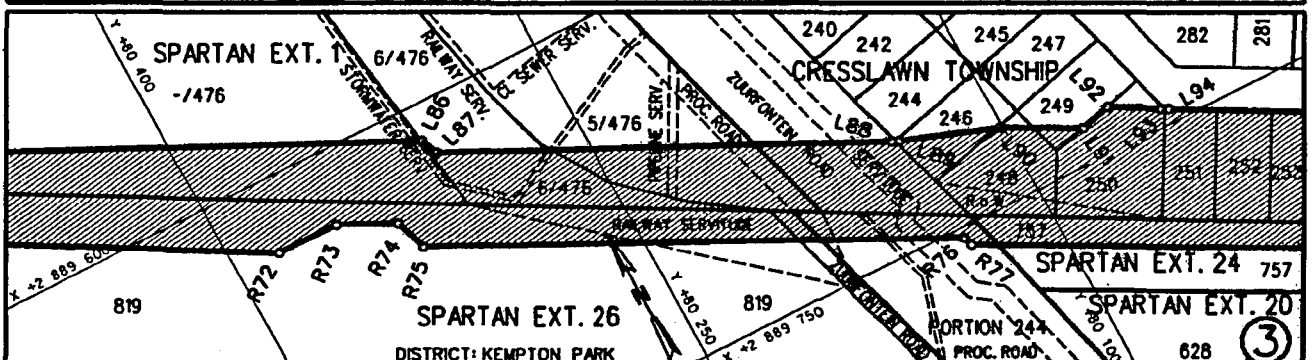 Y +80 400
SPARTAN EXT. 1
-/476
6/476
RAILWAY SERV.
CL SEWER SERV.
STORMWATER SERV.
L86
L87
5/476
PIPELINE SERV.
PROC. ROAD
ZUURFONTEIN
ROAD
SERVITUDE
240
242
245
247
282
281
CRESSLAWN TOWNSHIP
244
246
249
L88
L89
L90
L91
L92
L93
L94
6/476
248
250
251
252
253
R.O.W.
RAILWAY SERVITUDE
757
R72
R73
R74
R75
R76
R77
X +2 889 600
819
SPARTAN EXT. 26
DISTRICT: KEMPTON PARK
Y +80 250
X +2 889 750
819
ZUURFONTEIN ROAD
PORTION 244
PROC. ROAD
SPARTAN EXT. 24
757
SPARTAN EXT. 20
100
628
3